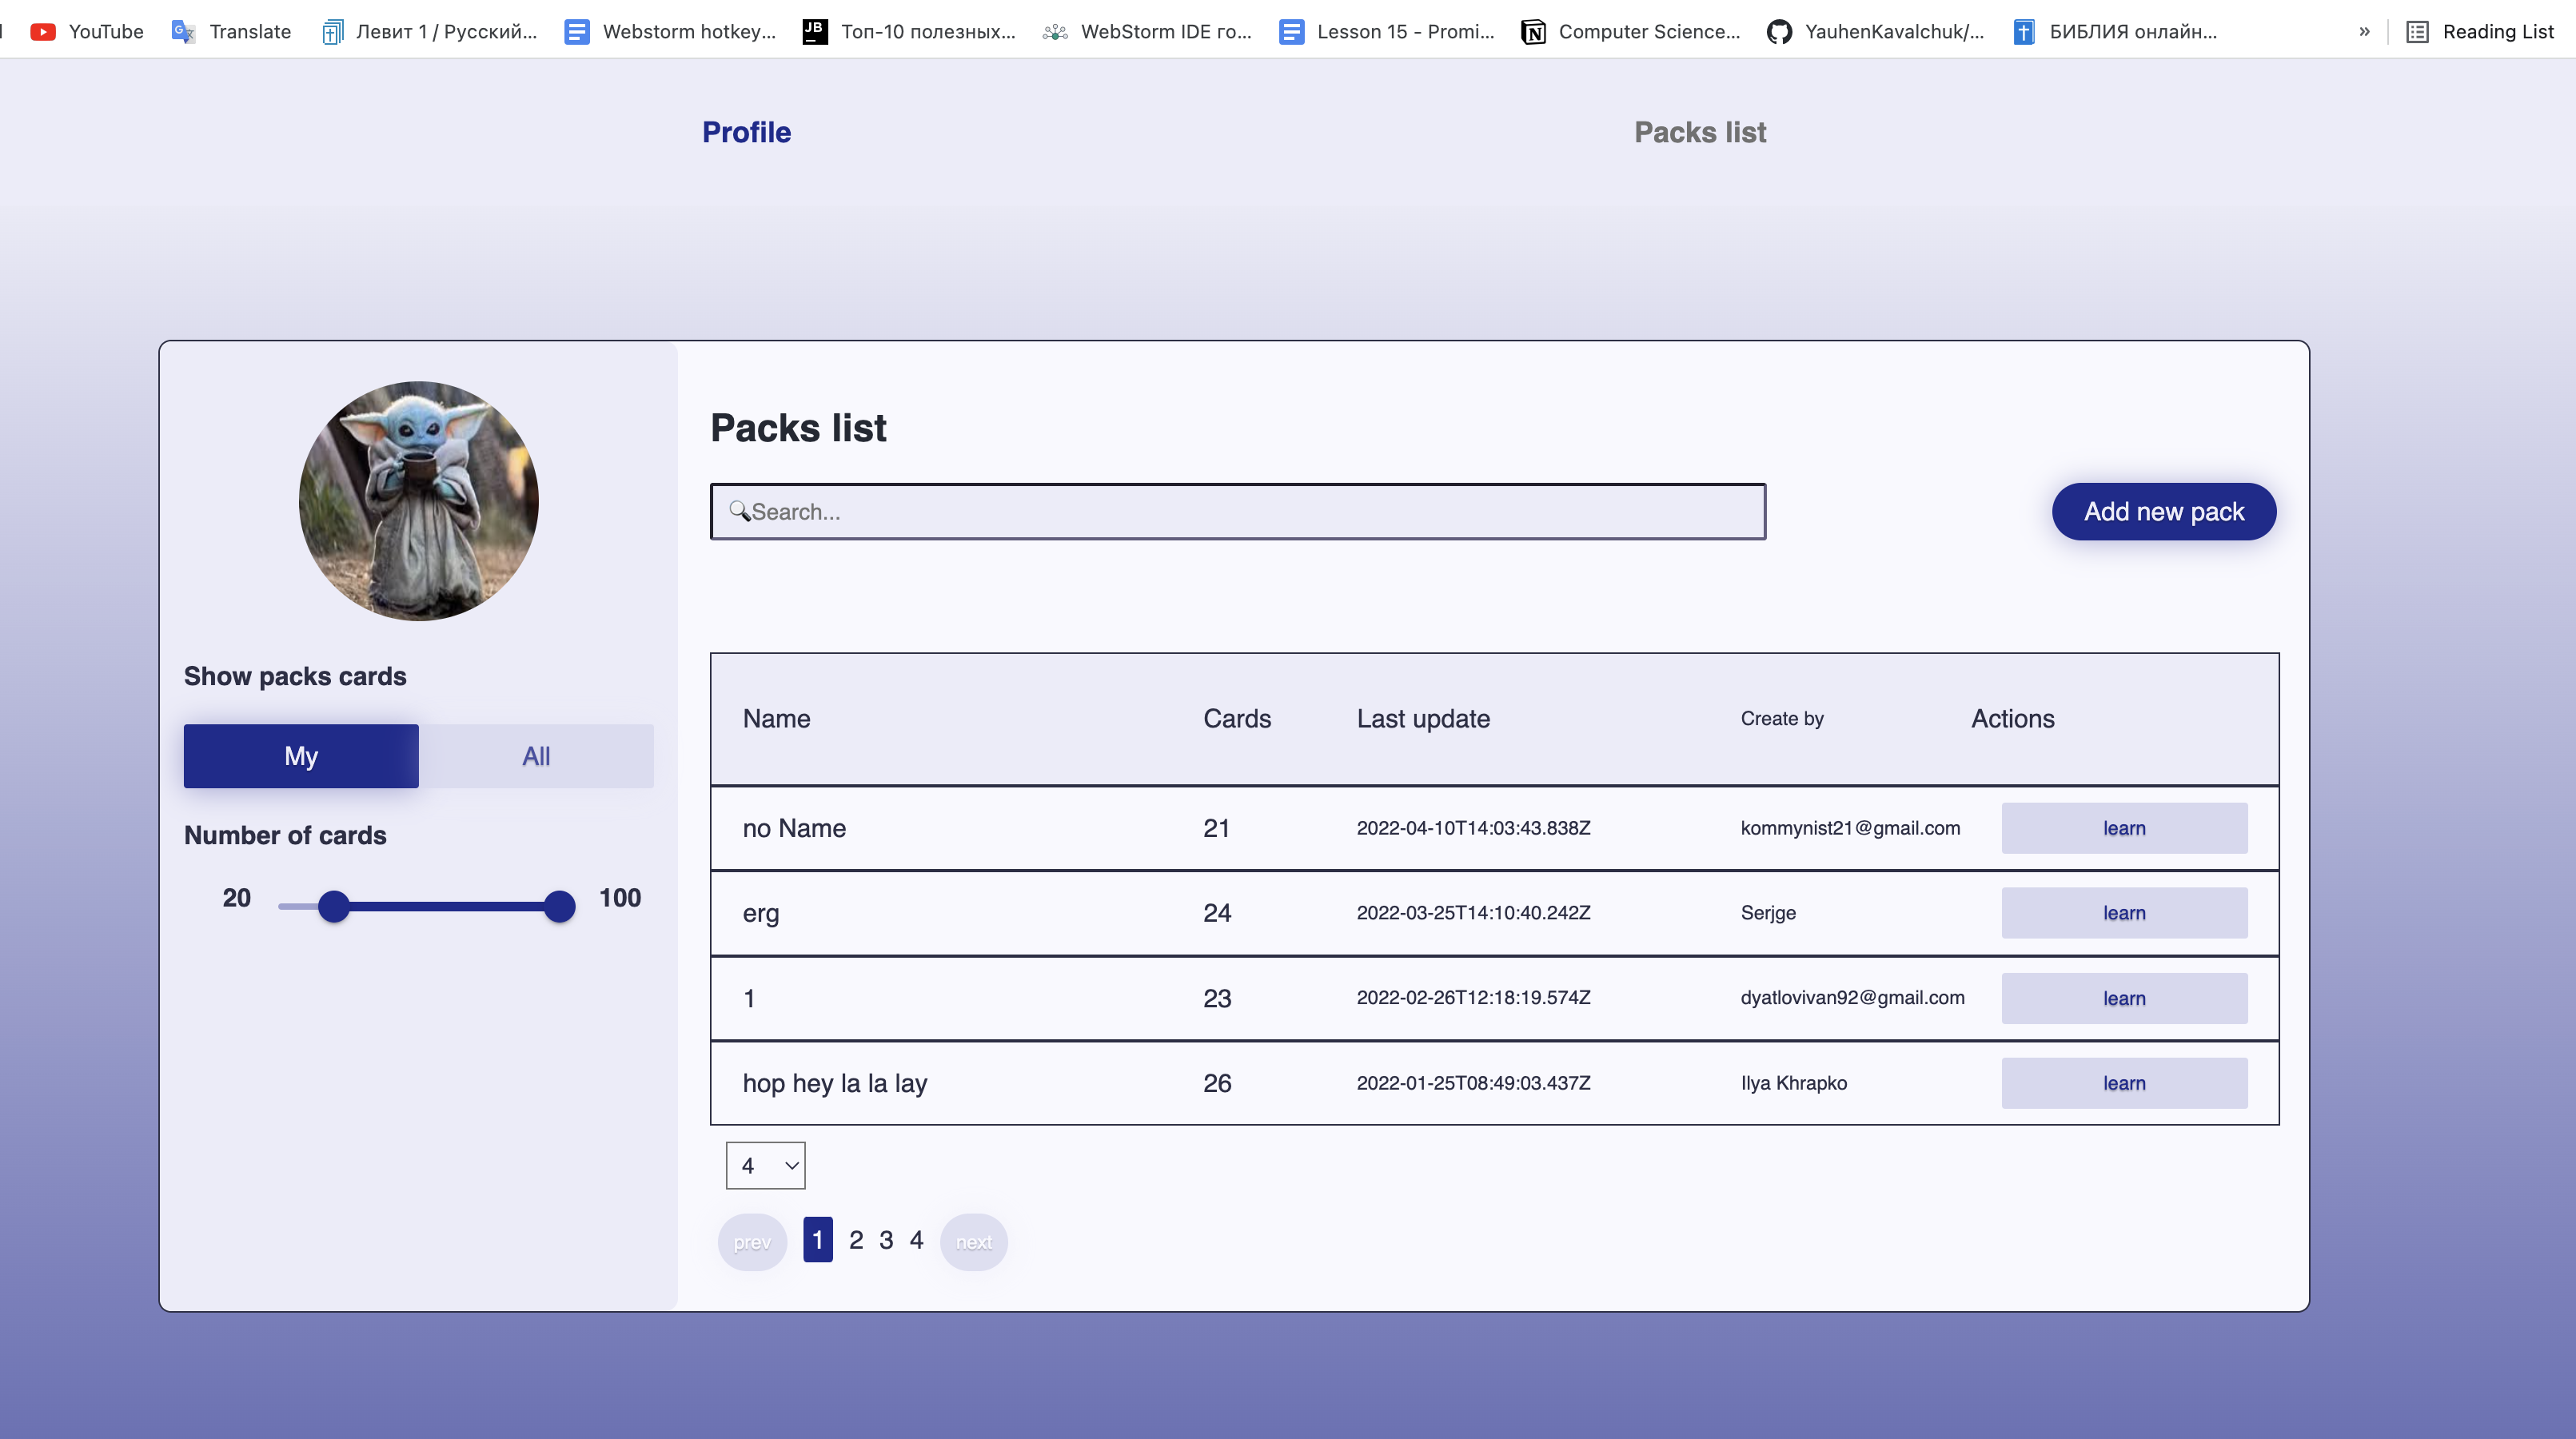 YouTube Translate Левит 1 / Русский... Webstorm hotkey... JB Топ-10 полезных... WebStorm IDE го... Lesson 15 - Promi... Computer Science... YauhenKavalchuk/... БИБЛИЯ онлайн... » Reading List
Profile Packs list
Packs list
🔍Search... Add new pack
Show packs cards
My All
Number of cards
20 100
Name Cards Last update Create by Actions
no Name 21 2022-04-10T14:03:43.838Z kommynist21@gmail.com learn
erg 24 2022-03-25T14:10:40.242Z Serjge learn
1 23 2022-02-26T12:18:19.574Z dyatlovivan92@gmail.com learn
hop hey la la lay 26 2022-01-25T08:49:03.437Z Ilya Khrapko learn
4
prev 1 2 3 4 next